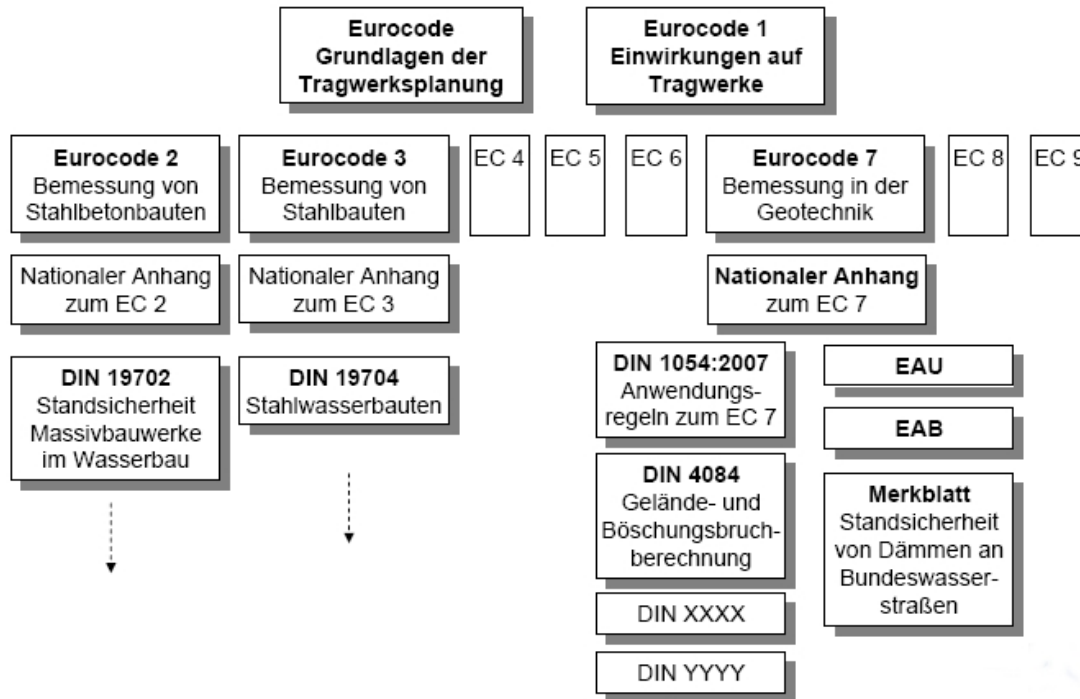 Eurocode
Grundlagen der
Tragwerksplanung
Eurocode 1
Einwirkungen auf
Tragwerke
Eurocode 2
Bemessung von
Stahlbetonbauten
Eurocode 3
Bemessung von
Stahlbauten
EC 4
EC 5
EC 6
Eurocode 7
Bemessung in der
Geotechnik
EC 8
EC 9
Nationaler Anhang
zum EC 2
Nationaler Anhang
zum EC 3
Nationaler Anhang
zum EC 7
DIN 19702
Standsicherheit
Massivbauwerke
im Wasserbau
DIN 19704
Stahlwasserbauten
DIN 1054:2007
Anwendungs-
regeln zum EC 7
DIN 4084
Gelände- und
Böschungsbruch-
berechnung
DIN XXXX
DIN YYYY
EAU
EAB
Merkblatt
Standsicherheit
von Dämmen an
Bundeswasser-
straßen